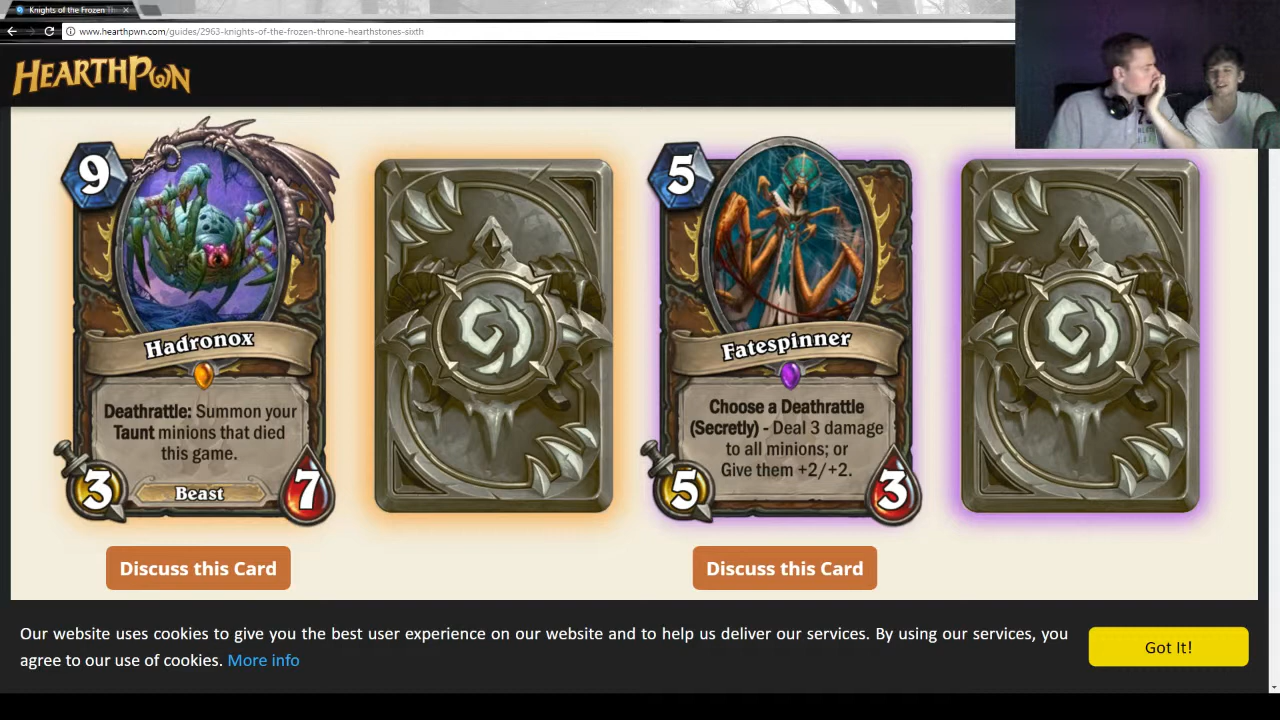 Knights of the Frozen
www.hearthpwn.com/guides/2963-knights-of-the-frozen-throne-hearthstones-sixth
HEARTHPWN
9
Hadronox
Deathrattle: Summon your
Taunt minions that died
this game.
3
Beast
7
5
Fatespinner
Choose a Deathrattle
(Secretly) - Deal 3 damage
to all minions; or
Give them +2/+2.
5
3
Discuss this Card
Discuss this Card
Our website uses cookies to give you the best user experience on our website and to help us deliver our services. By using our services, you
agree to our use of cookies. More info
Got It!